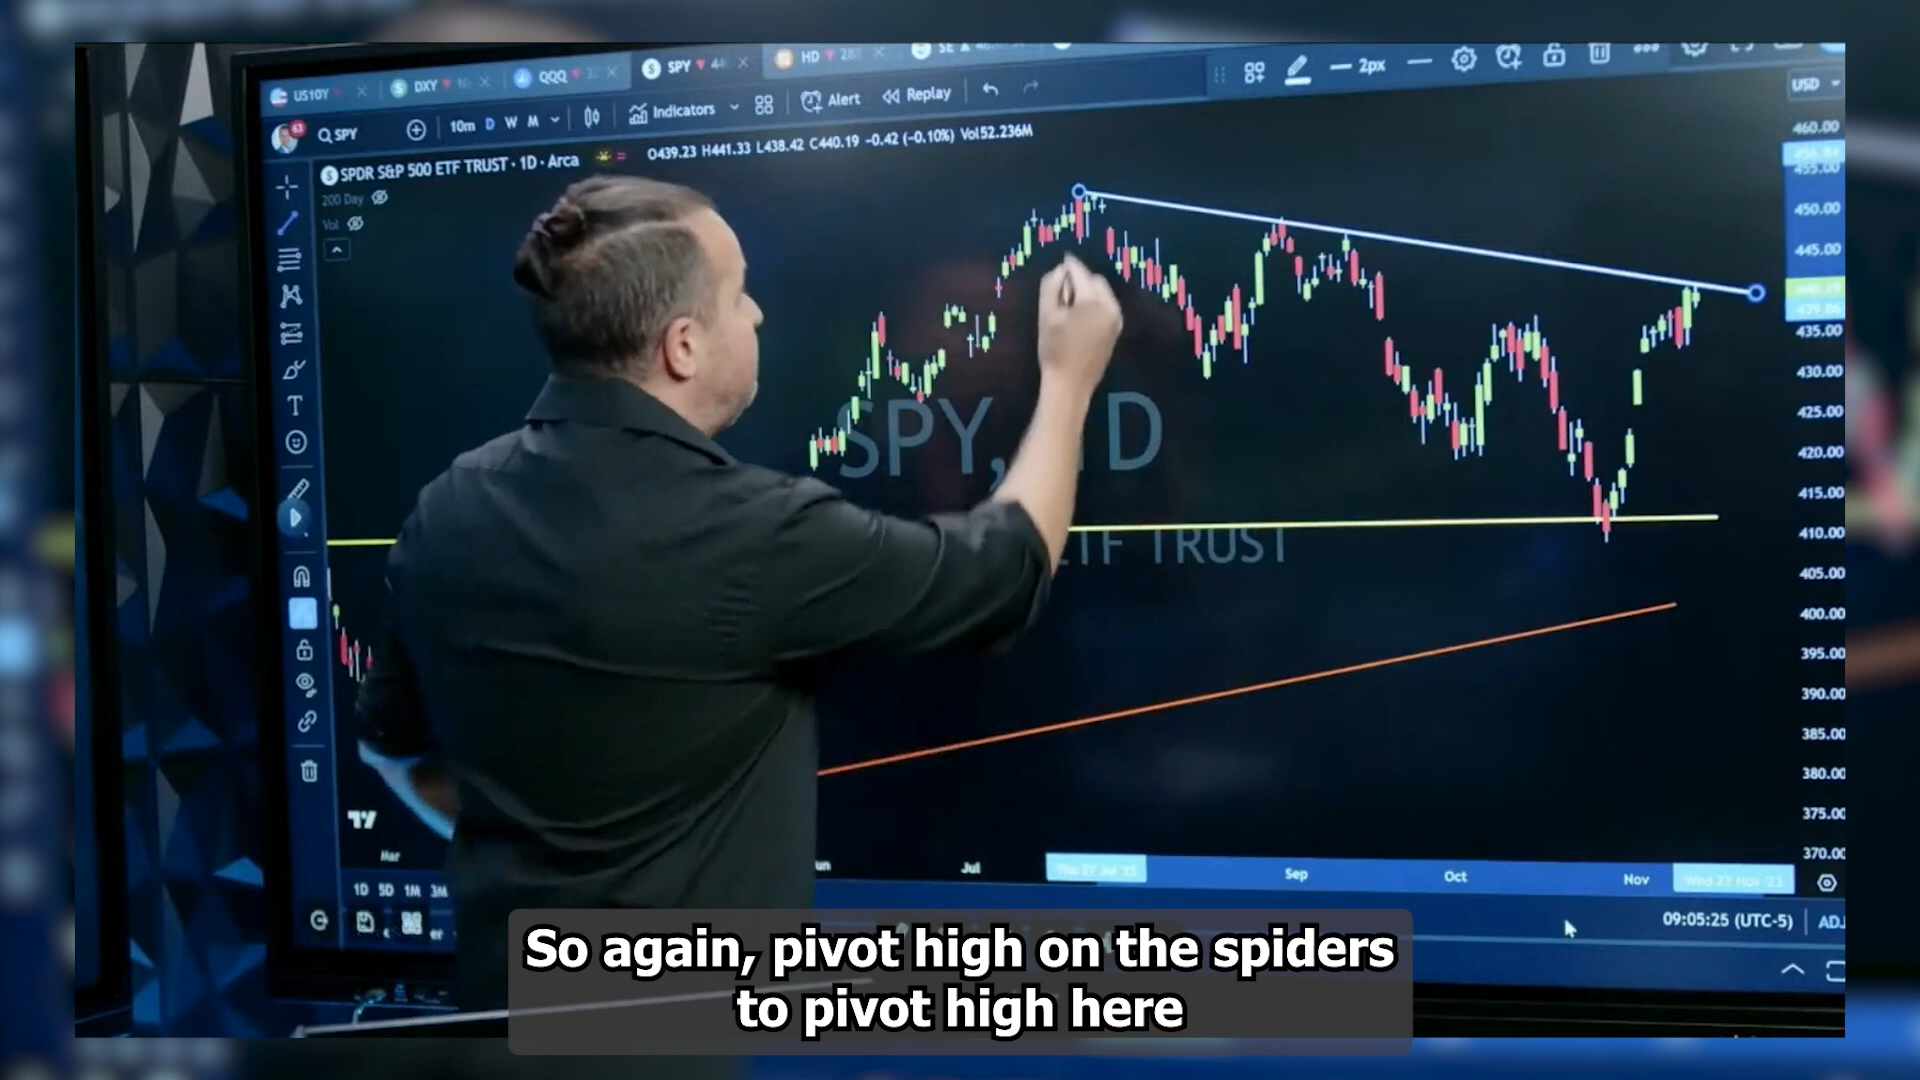 US10Y
DXY
QQQ
SPY
HD
SE
2px
USD
63
SPY
10m D W M
Indicators
Alert
Replay
SPDR S&P 500 ETF TRUST · 1D · Arca
O439.23 H441.33 L438.42 C440.19 −0.42 (−0.10%) Vol52.236M
200 Day
Vol
460.00
455.00
450.00
445.00
439.86
435.00
430.00
425.00
420.00
415.00
410.00
405.00
400.00
395.00
390.00
385.00
380.00
375.00
370.00
SPY, D
ETF TRUST
Mar
Jul
Thu 27 Jul '23
Sep
Oct
Nov
Wed 22 Nov '23
1D 5D 1M 3M
09:05:25 (UTC-5)
ADJ
So again, pivot high on the spiders
to pivot high here